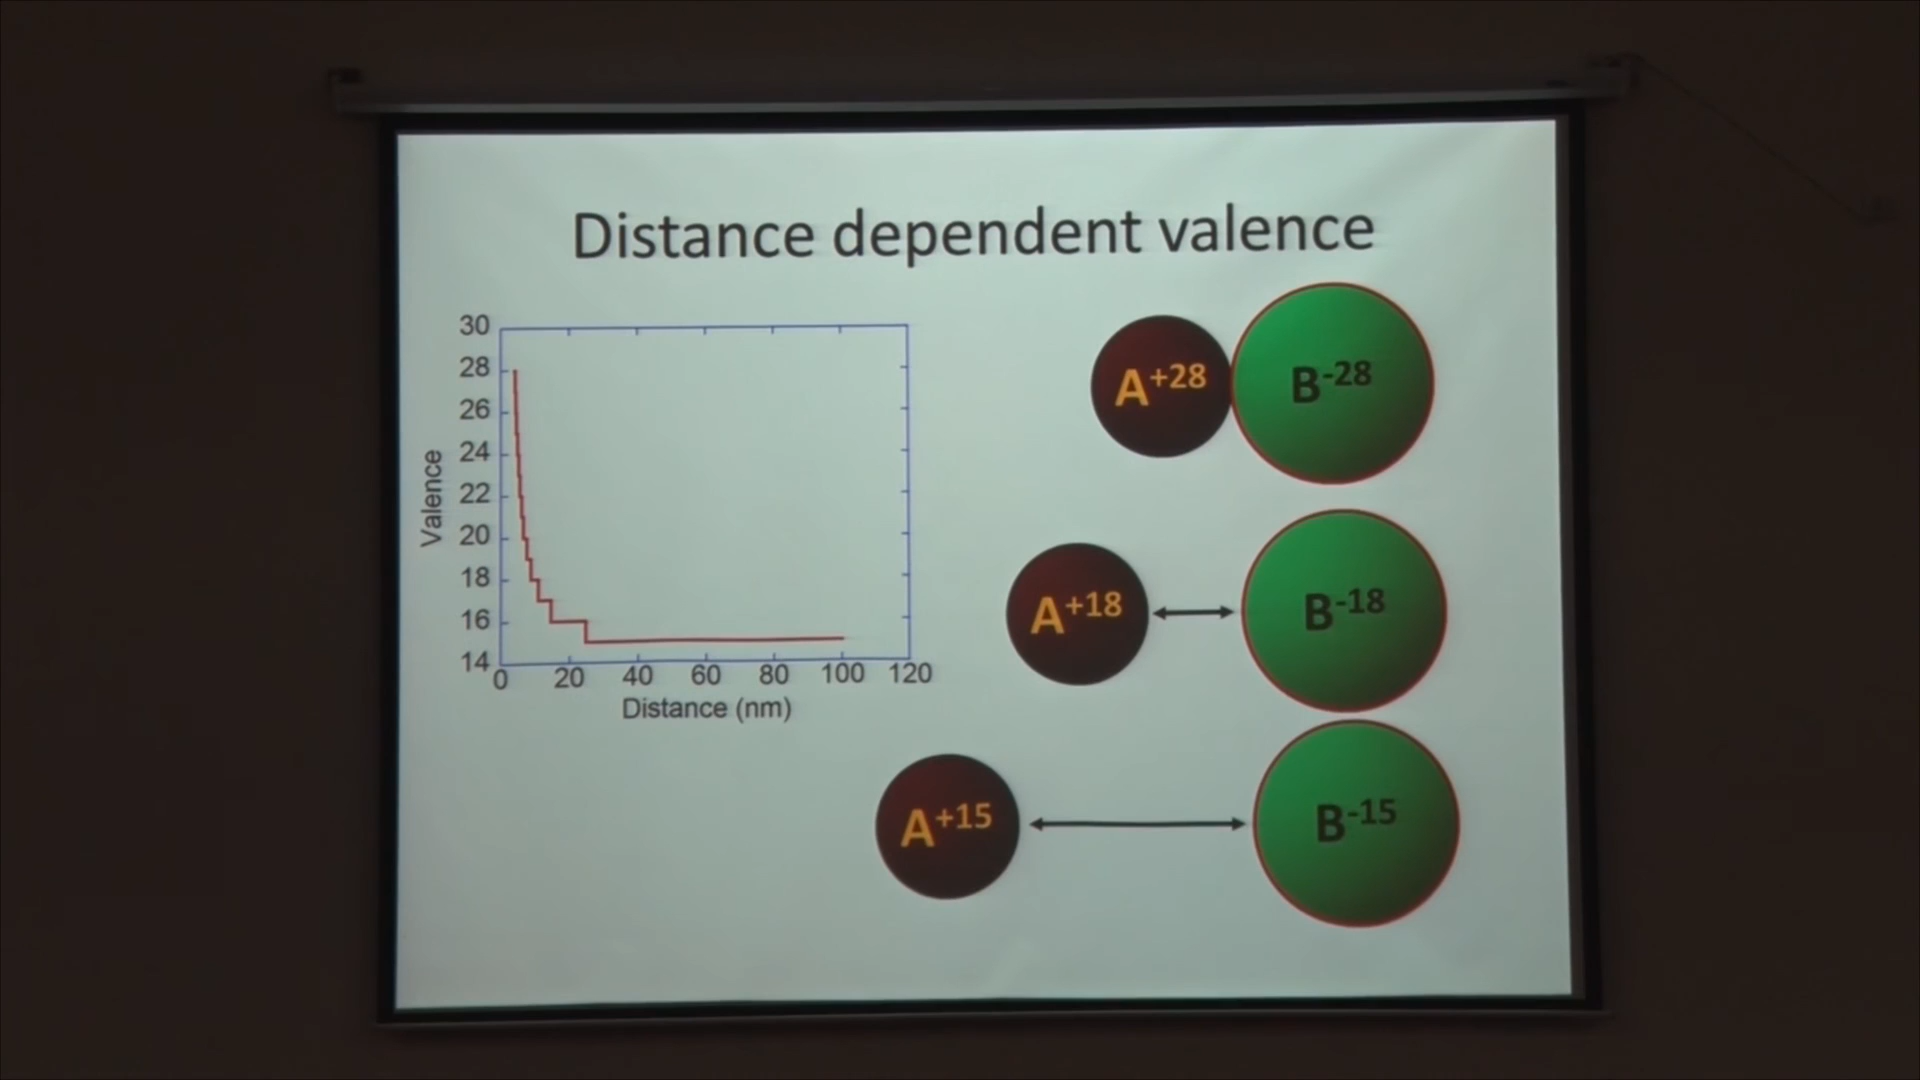 Distance dependent valence
30
28
26
24
22
20
18
16
14
Valence
0 20 40 60 80 100 120
Distance (nm)
A+28 B-28
A+18 B-18
A+15 B-15